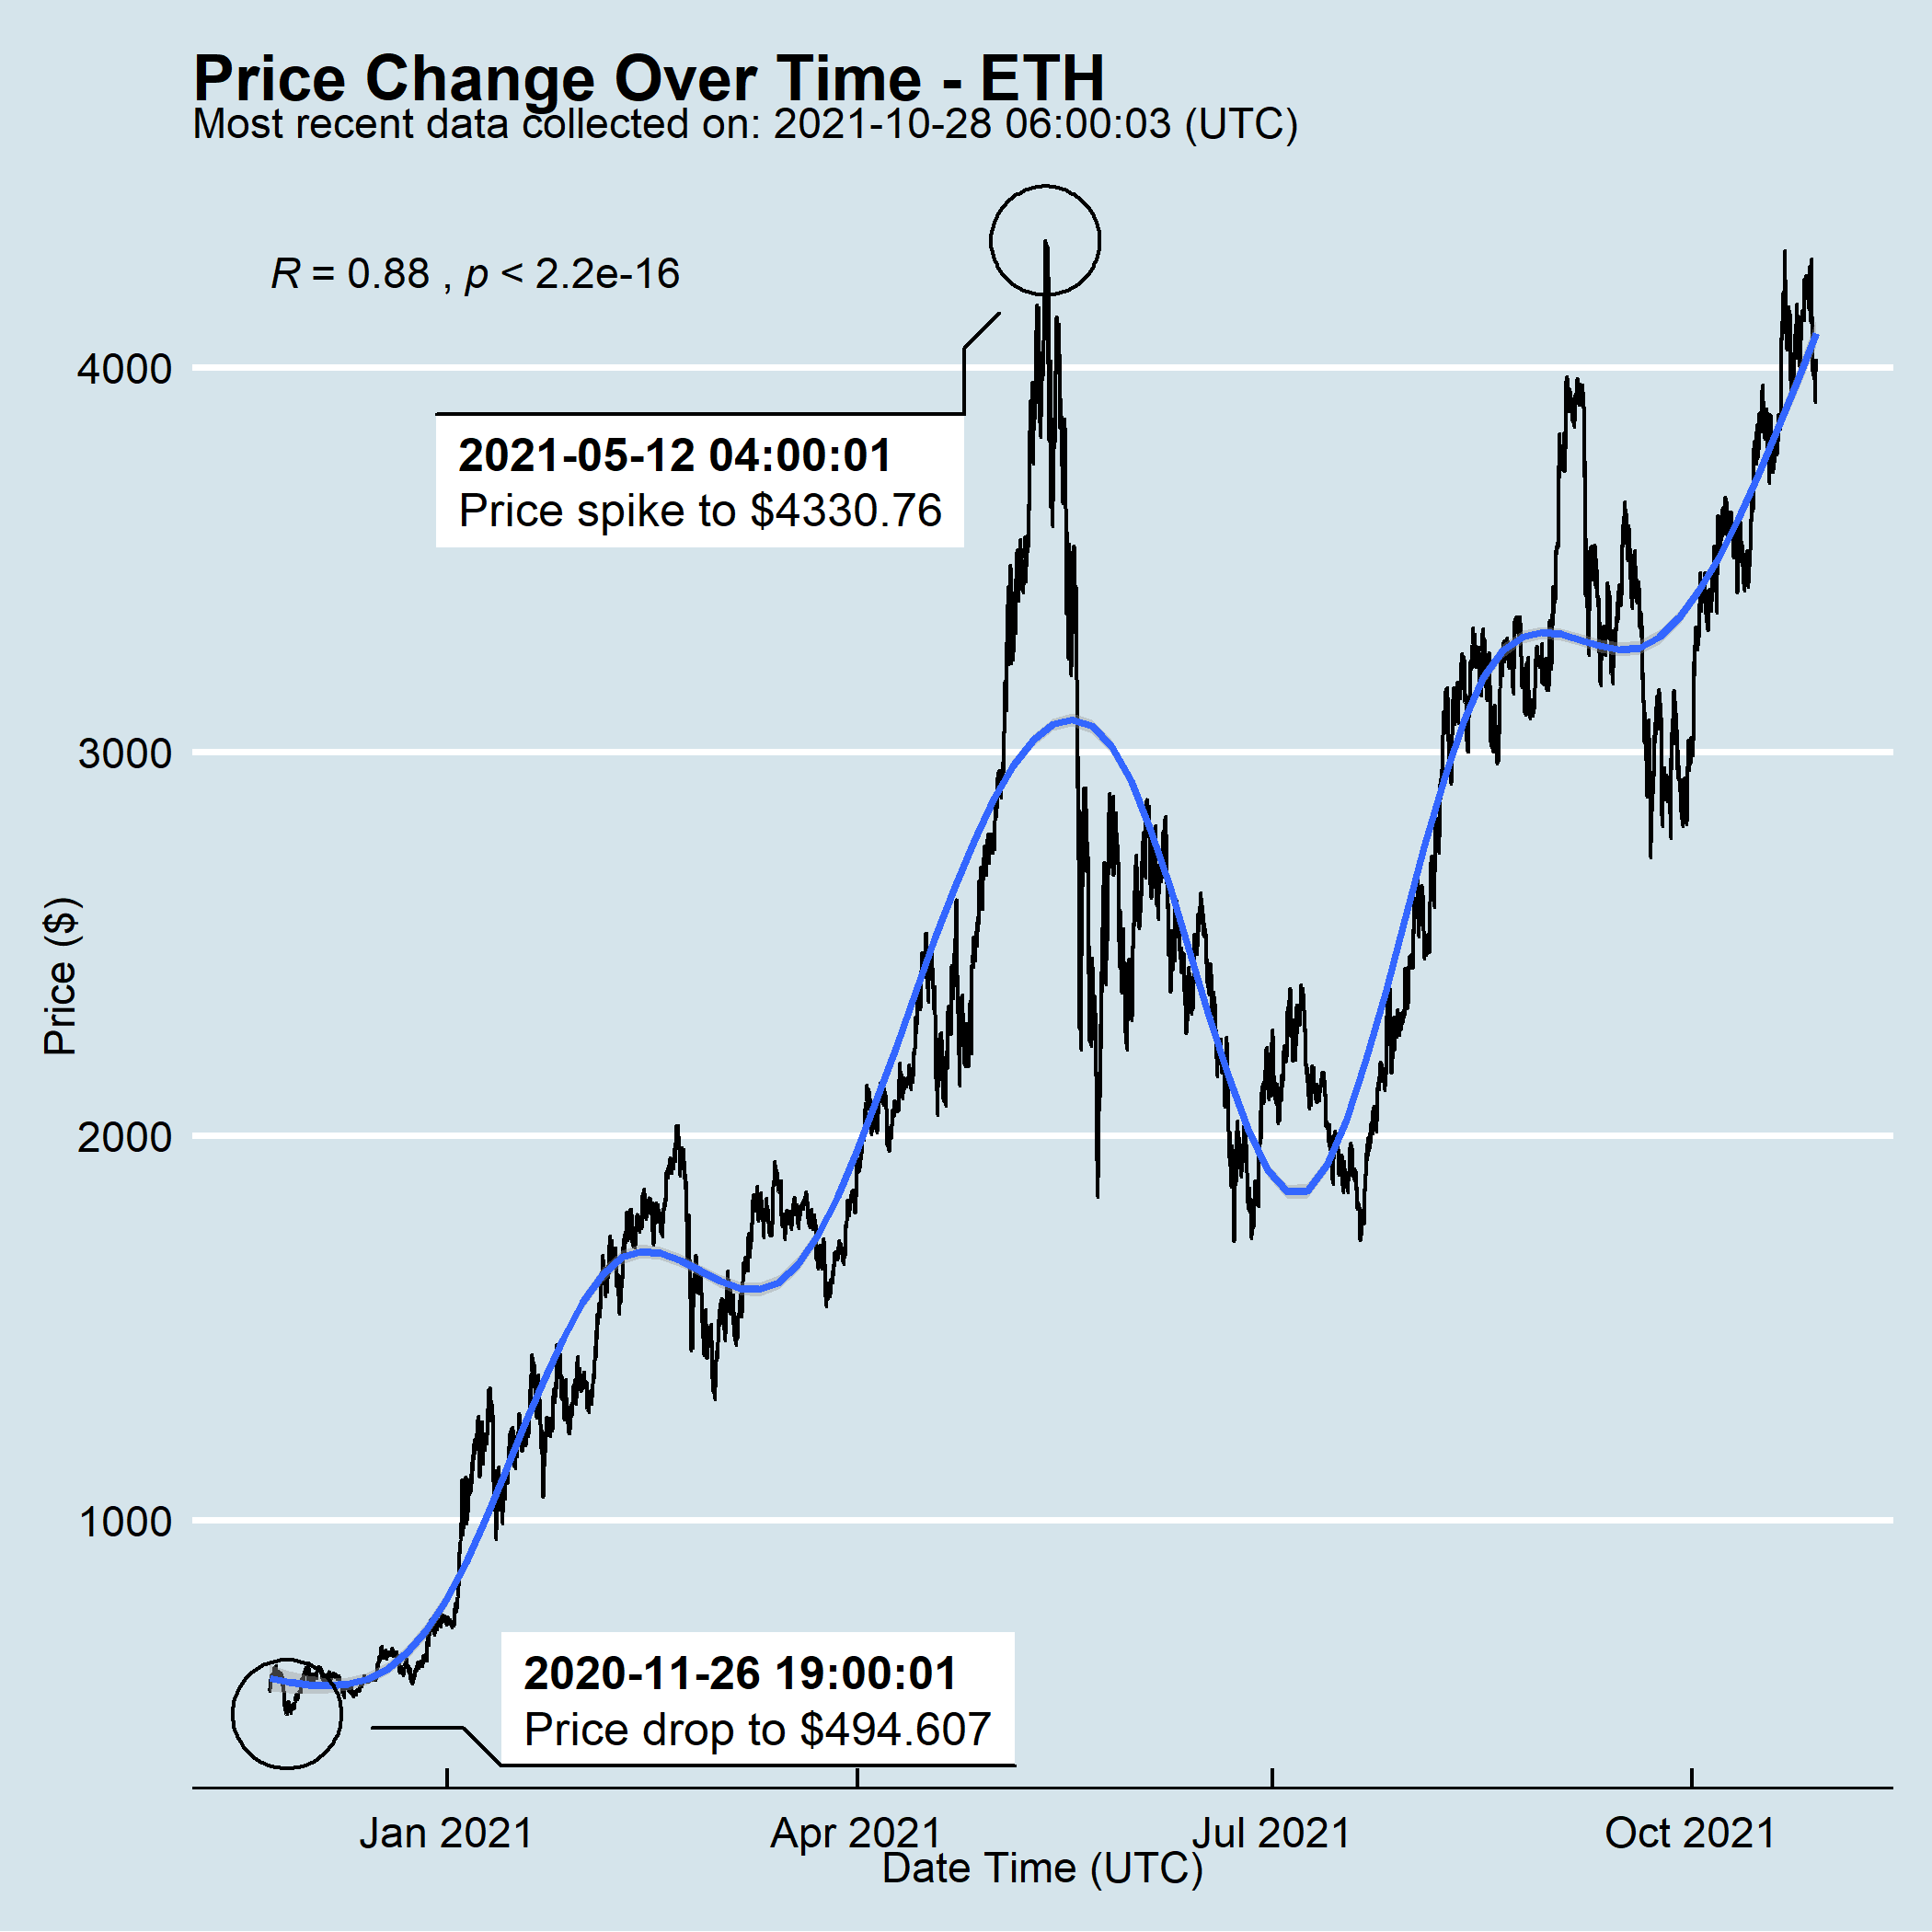 Price Change Over Time - ETH
Most recent data collected on: 2021-10-28 06:00:03 (UTC)
R = 0.88 , p < 2.2e-16
4000
2021-05-12 04:00:01
Price spike to $4330.76
3000
Price ($)
2000
1000
2020-11-26 19:00:01
Price drop to $494.607
Jan 2021
Apr 2021
Jul 2021
Oct 2021
Date Time (UTC)